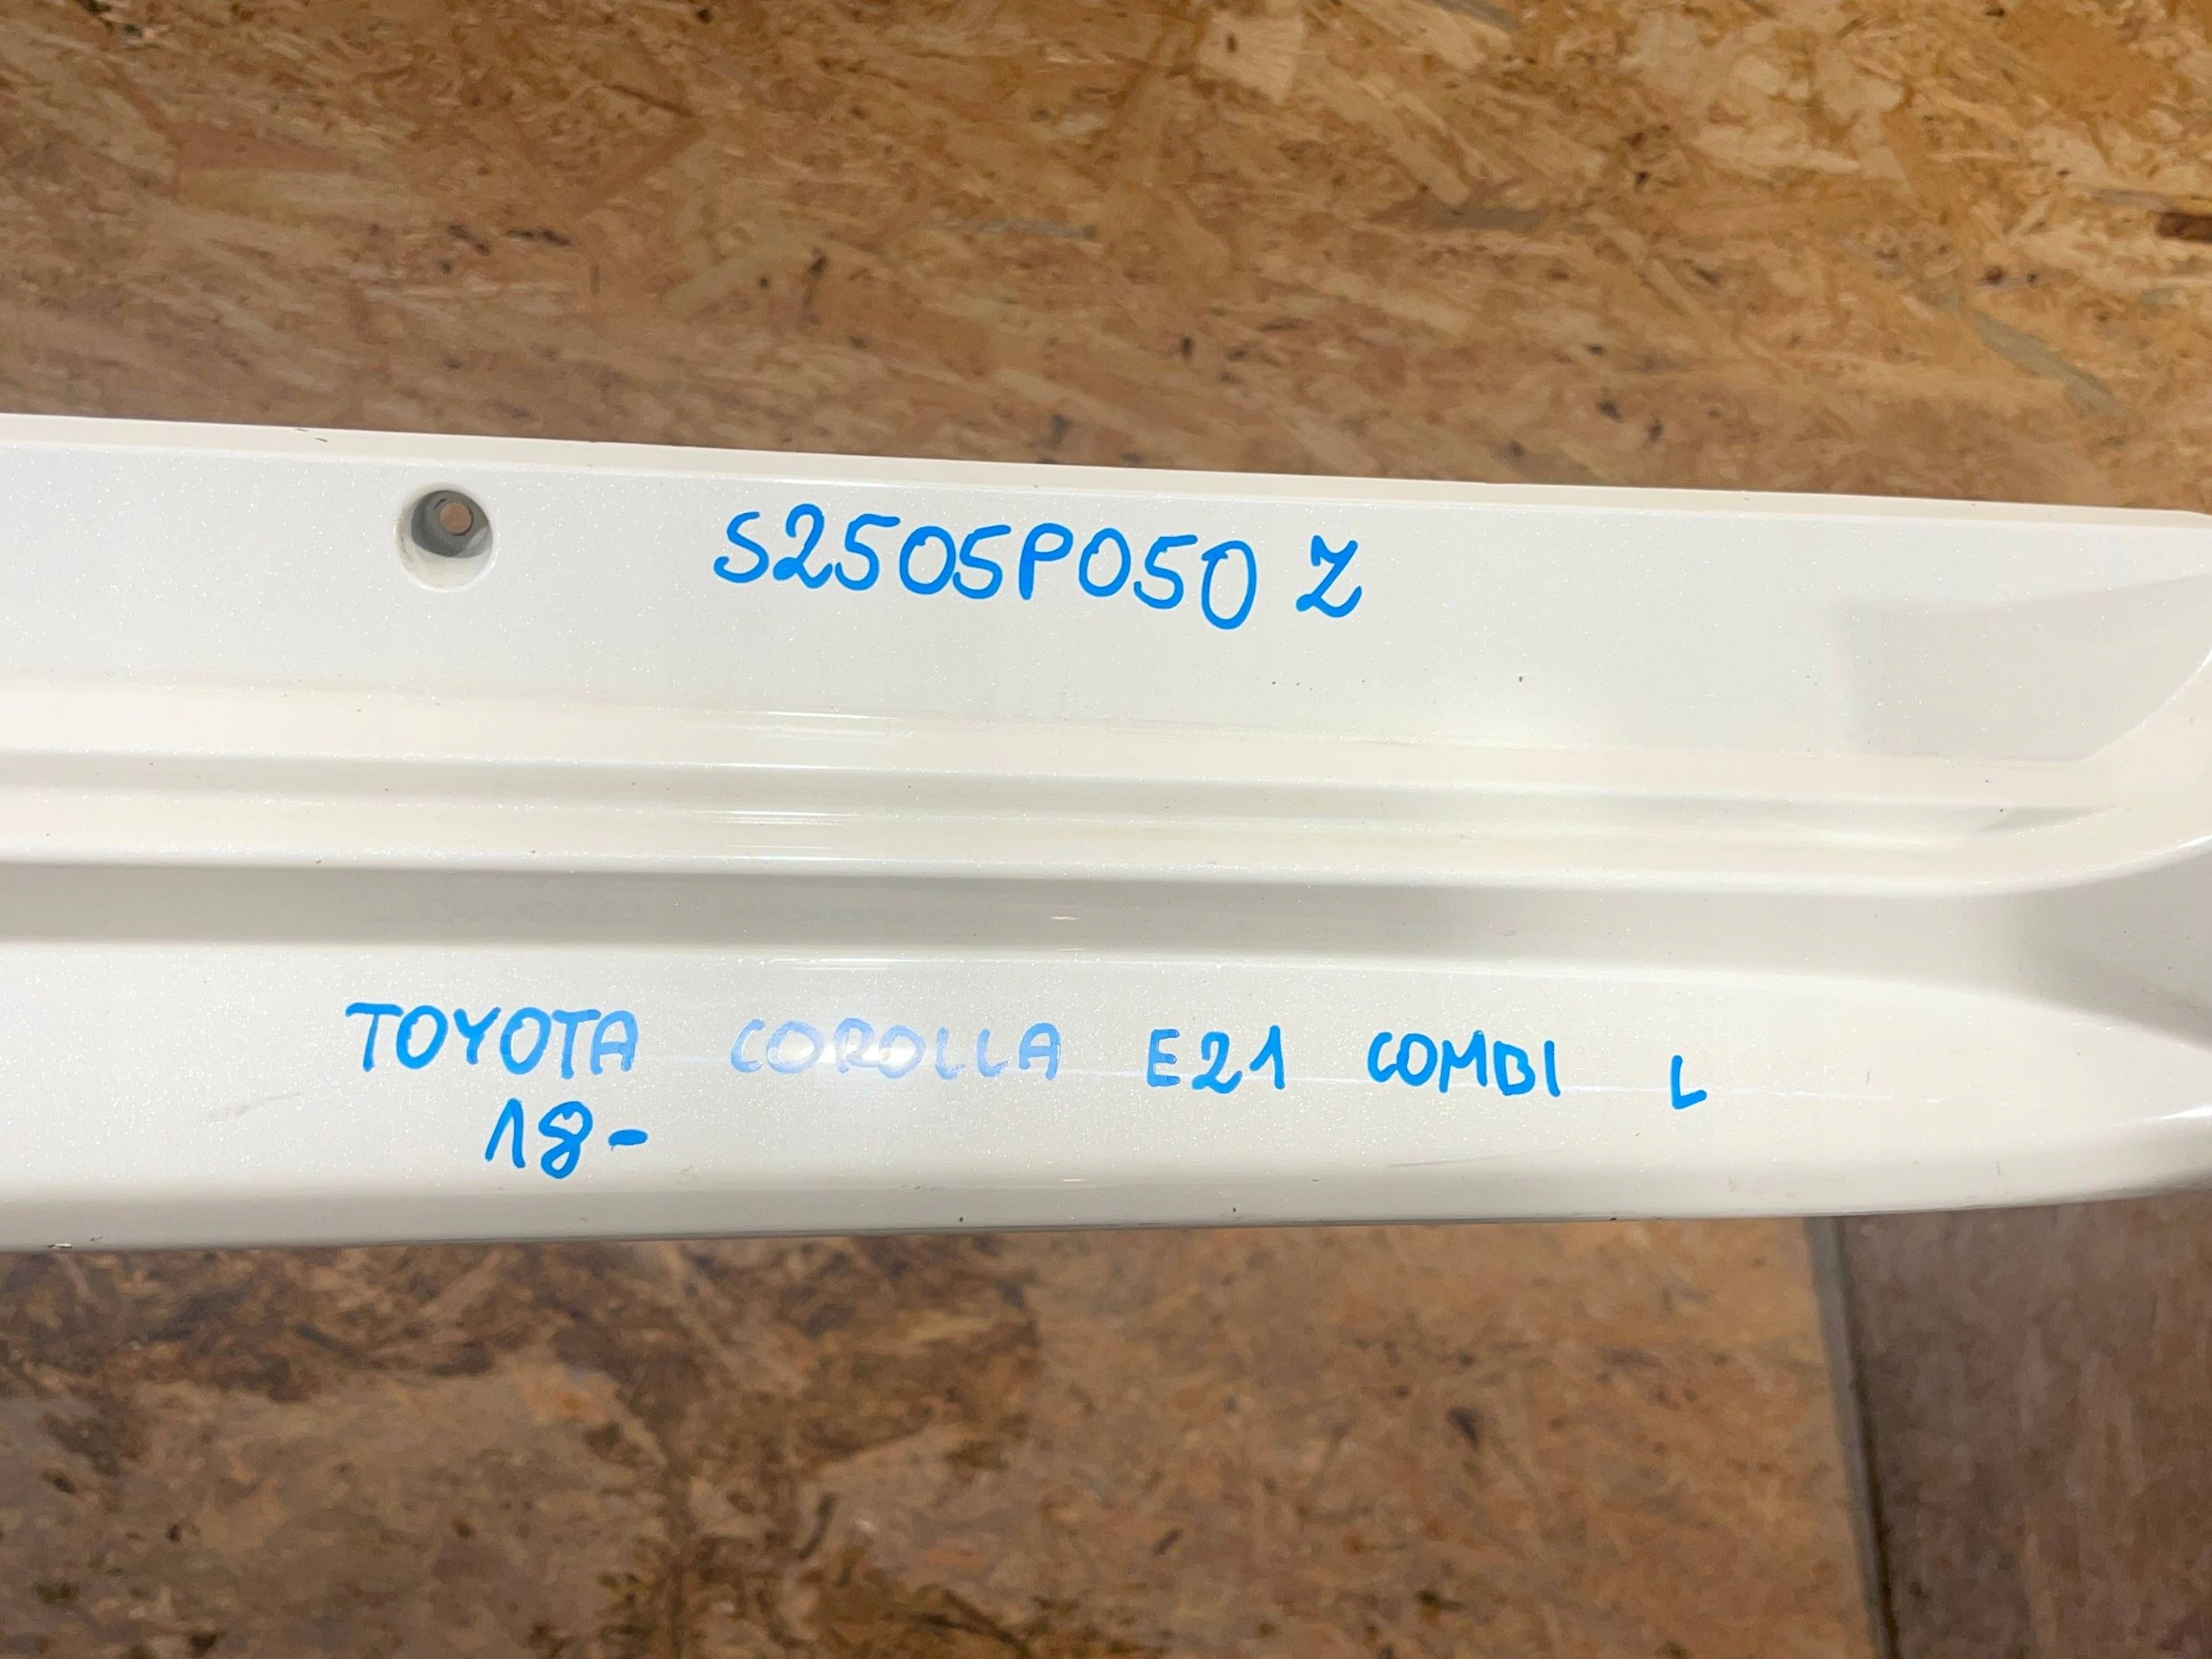 S2505P050 Z
TOYOTA COROLLA E21 COMBI L
18-